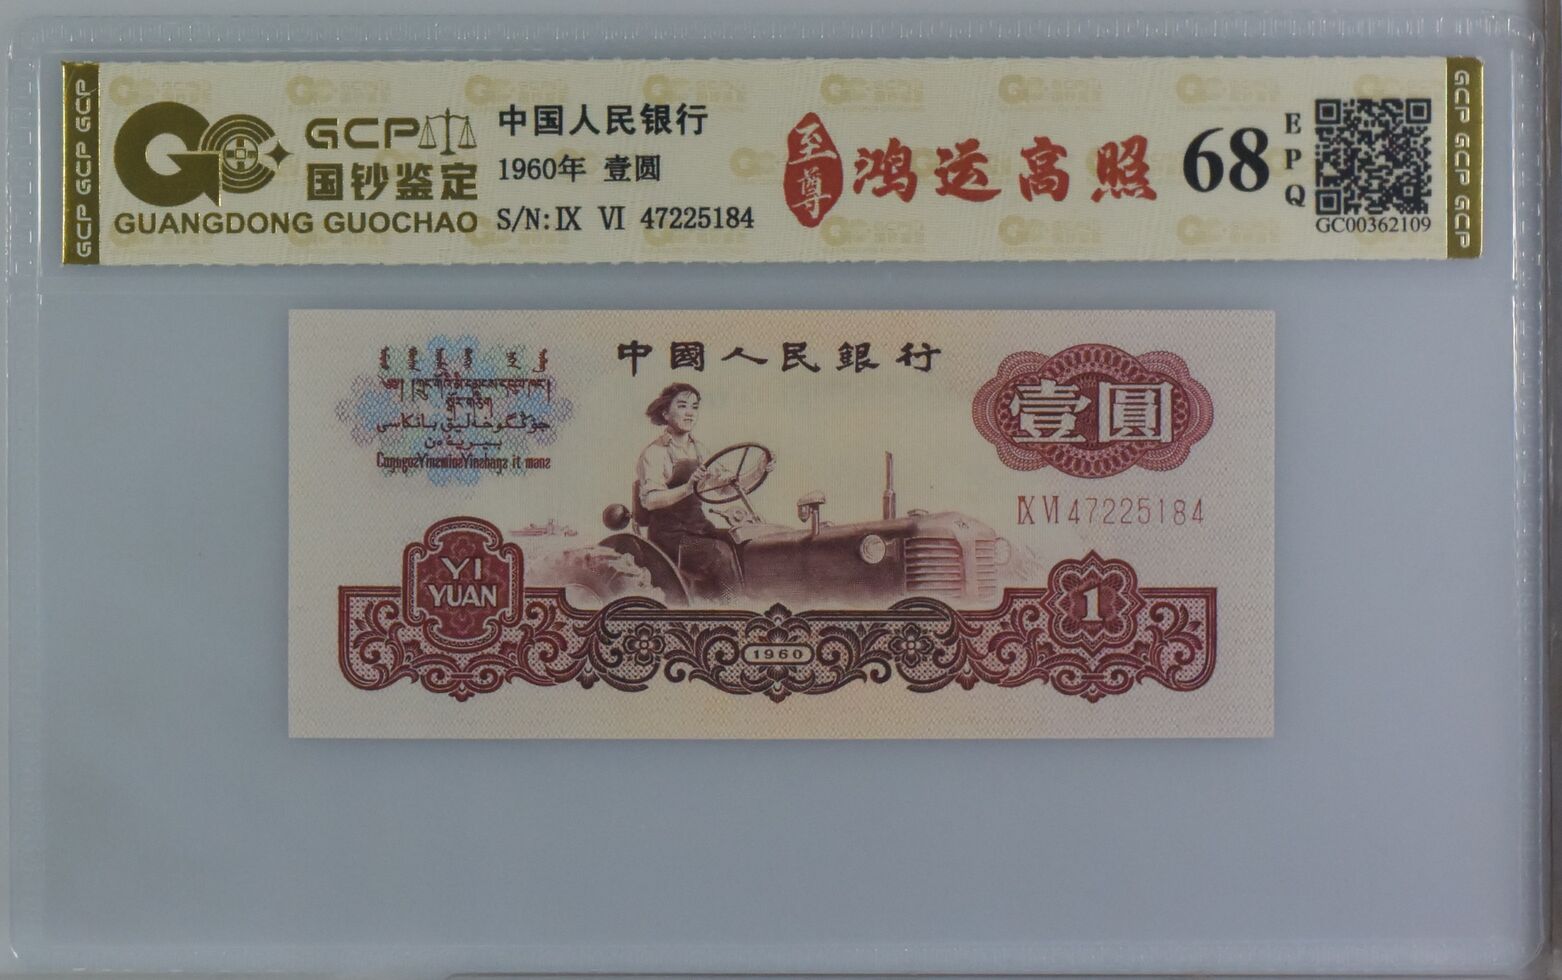 GCP GCP GCP
GCP
国钞鉴定
GUANGDONG GUOCHAO
中国人民银行
1960年 壹圆
S/N: IX VI 47225184
至尊
鸿运高照
68
EPQ
GC00362109
GCP GCP GCP
中國人民銀行
壹圓
IX VI 47225184
YI
YUAN
1
1960